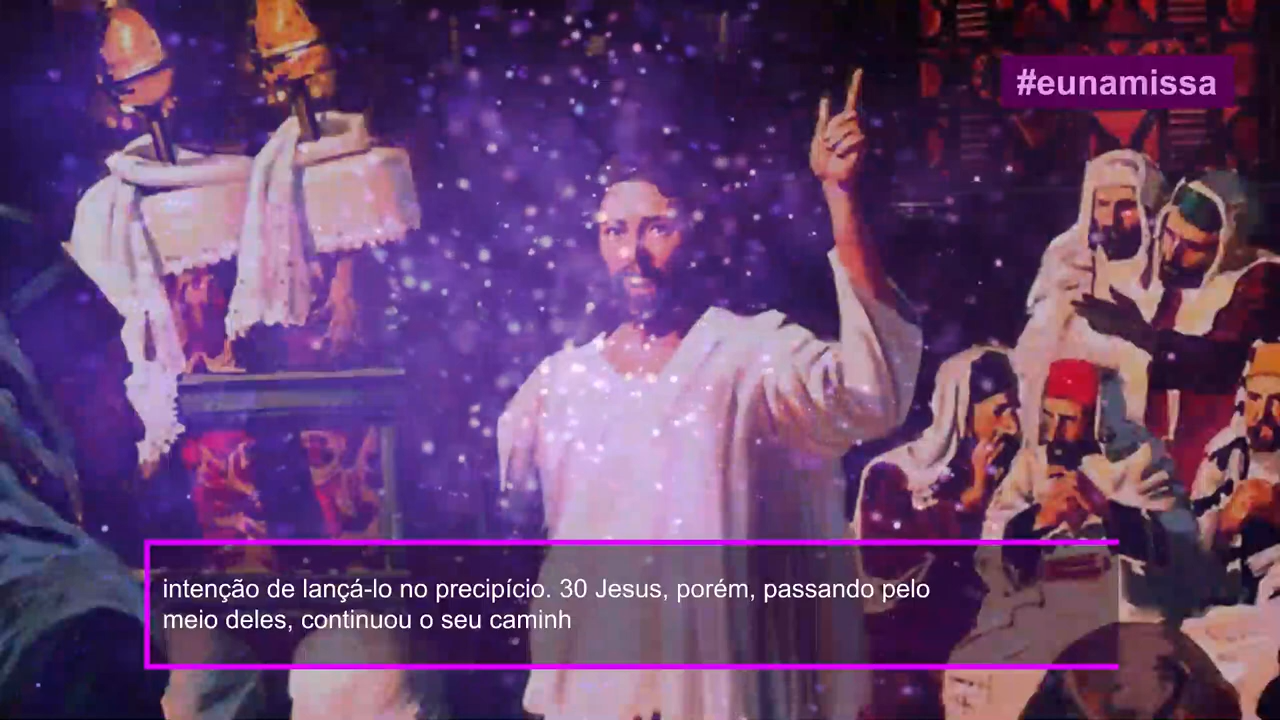 #eunamissa
intenção de lançá-lo no precipício. 30 Jesus, porém, passando pelo
meio deles, continuou o seu caminh